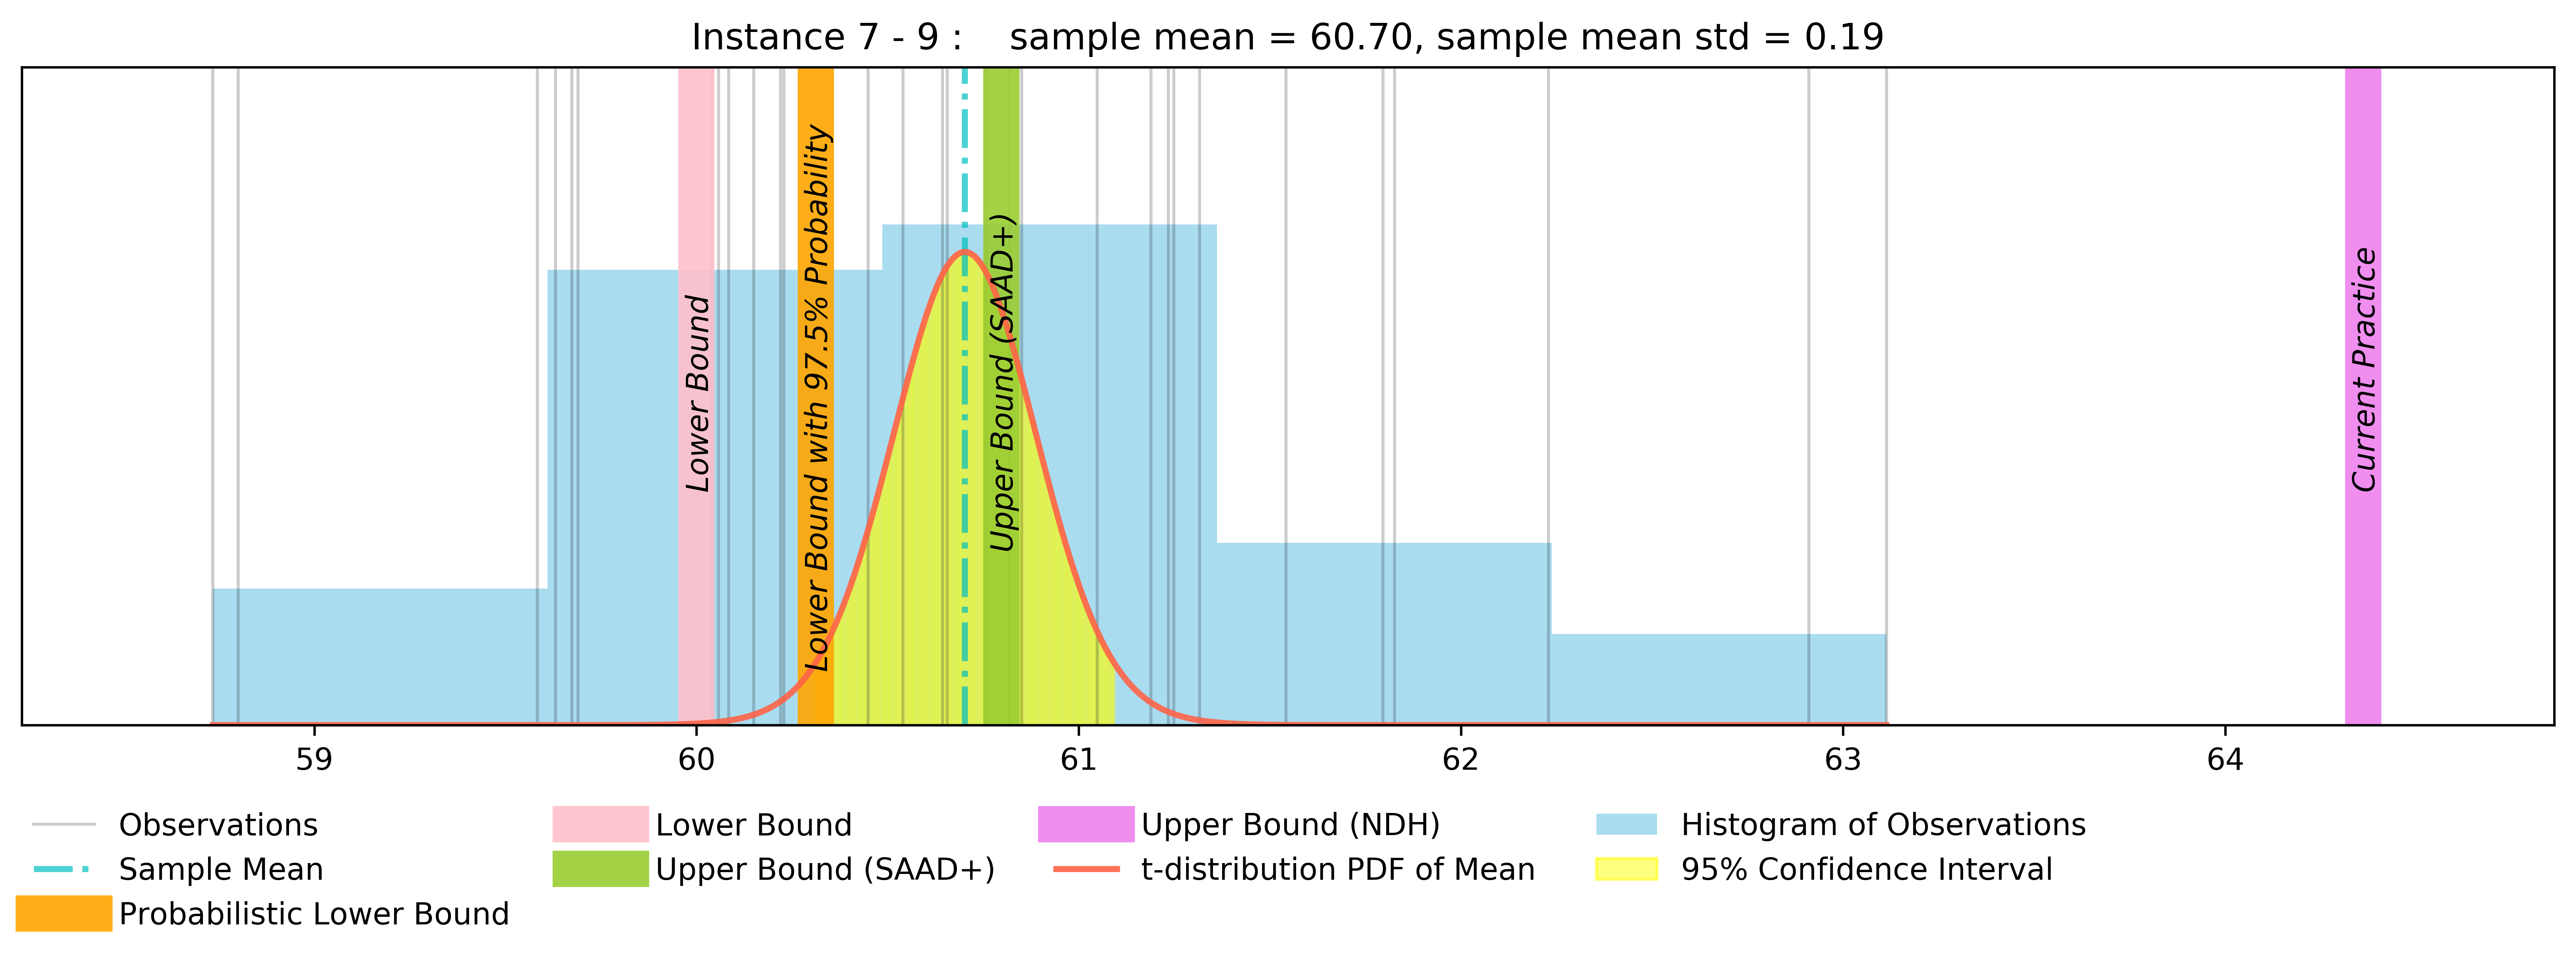 Instance 7 - 9 :    sample mean = 60.70, sample mean std = 0.19
Lower Bound
Lower Bound with 97.5% Probability
Upper Bound (SAAD+)
Current Practice
59 60 61 62 63 64
Observations
Sample Mean
Probabilistic Lower Bound
Lower Bound
Upper Bound (SAAD+)
Upper Bound (NDH)
t-distribution PDF of Mean
Histogram of Observations
95% Confidence Interval